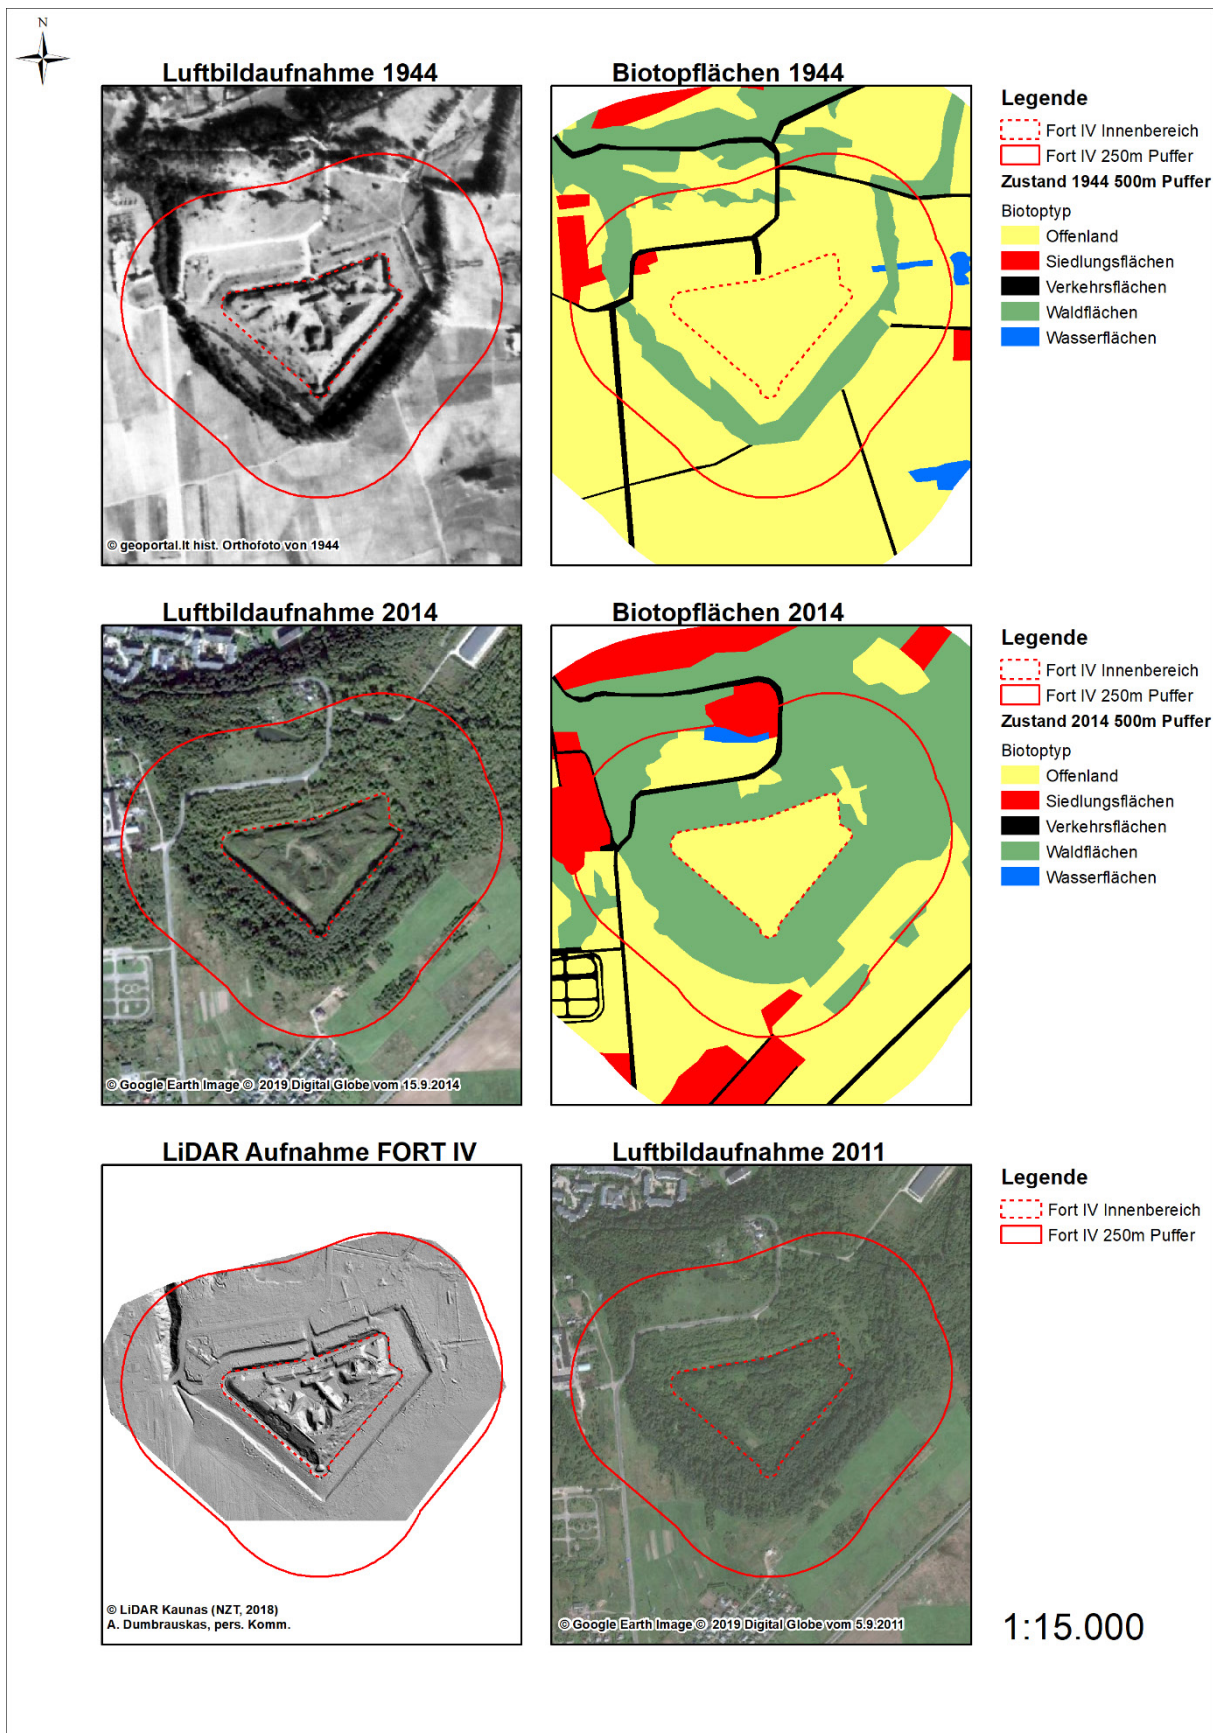 N
Luftbildaufnahme 1944
Biotopflächen 1944
© geoportal.lt hist. Orthofoto von 1944
Legende
Fort IV Innenbereich
Fort IV 250m Puffer
Zustand 1944 500m Puffer
Biotoptyp
Offenland
Siedlungsflächen
Verkehrsflächen
Waldflächen
Wasserflächen
Luftbildaufnahme 2014
Biotopflächen 2014
© Google Earth Image © 2019 Digital Globe vom 15.9.2014
Legende
Fort IV Innenbereich
Fort IV 250m Puffer
Zustand 2014 500m Puffer
Biotoptyp
Offenland
Siedlungsflächen
Verkehrsflächen
Waldflächen
Wasserflächen
LiDAR Aufnahme FORT IV
Luftbildaufnahme 2011
© LiDAR Kaunas (NZT, 2018)
A. Dumbrauskas, pers. Komm.
© Google Earth Image © 2019 Digital Globe vom 5.9.2011
Legende
Fort IV Innenbereich
Fort IV 250m Puffer
1:15.000